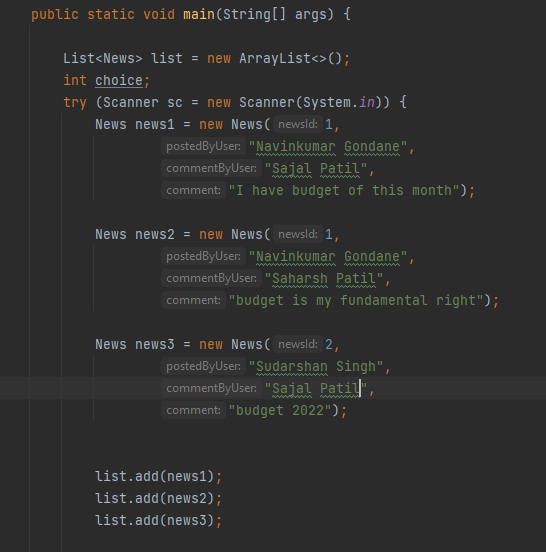 public static void main(String[] args) {
List<News> list = new ArrayList<>();
int choice;
try (Scanner sc = new Scanner(System.in)) {
News news1 = new News( newsId: 1,
postedByUser: "Navinkumar Gondane",
commentByUser: "Sajal Patil",
comment: "I have budget of this month");
News news2 = new News( newsId: 1,
postedByUser: "Navinkumar Gondane",
commentByUser: "Saharsh Patil",
comment: "budget is my fundamental right");
News news3 = new News( newsId: 2,
postedByUser: "Sudarshan Singh",
commentByUser: "Sajal Patil",
comment: "budget 2022");
list.add(news1);
list.add(news2);
list.add(news3);